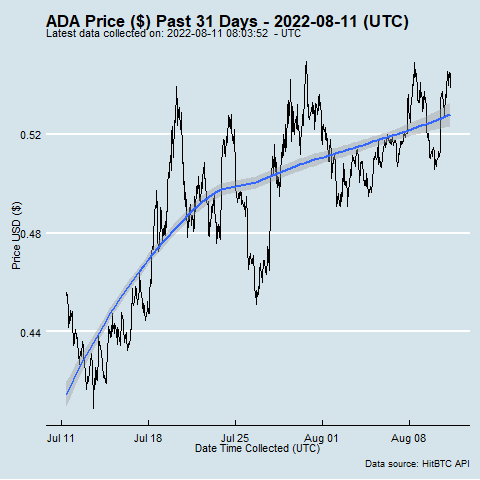 ADA Price ($) Past 31 Days - 2022-08-11 (UTC)
Latest data collected on: 2022-08-11 08:03:52 - UTC
0.52
0.48
0.44
Price USD ($)
Jul 11 Jul 18 Jul 25 Aug 01 Aug 08
Date Time Collected (UTC)
Data source: HitBTC API